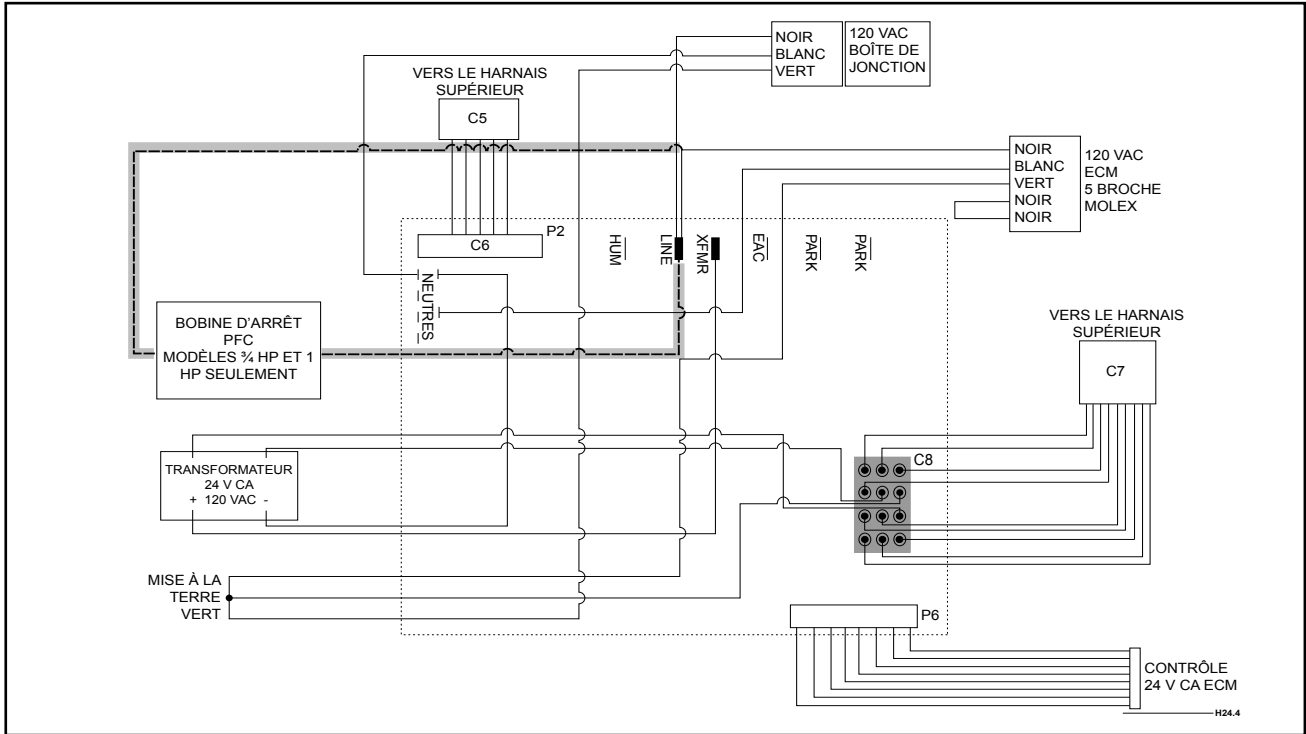 NOIR
BLANC
VERT
120 VAC
BOÎTE DE
JONCTION
VERS LE HARNAIS
SUPÉRIEUR
C5
NOIR
BLANC
VERT
NOIR
NOIR
120 VAC
ECM
5 BROCHE
MOLEX
C6
P2
HUM
LINE
XFMR
EAC
PARK
PARK
NEUTRES
BOBINE D'ARRÊT
PFC
MODÈLES ¾ HP ET 1
HP SEULEMENT
VERS LE HARNAIS
SUPÉRIEUR
C7
C8
TRANSFORMATEUR
24 V CA
+ 120 VAC -
MISE À LA
TERRE
VERT
P6
CONTRÔLE
24 V CA ECM
H24.4